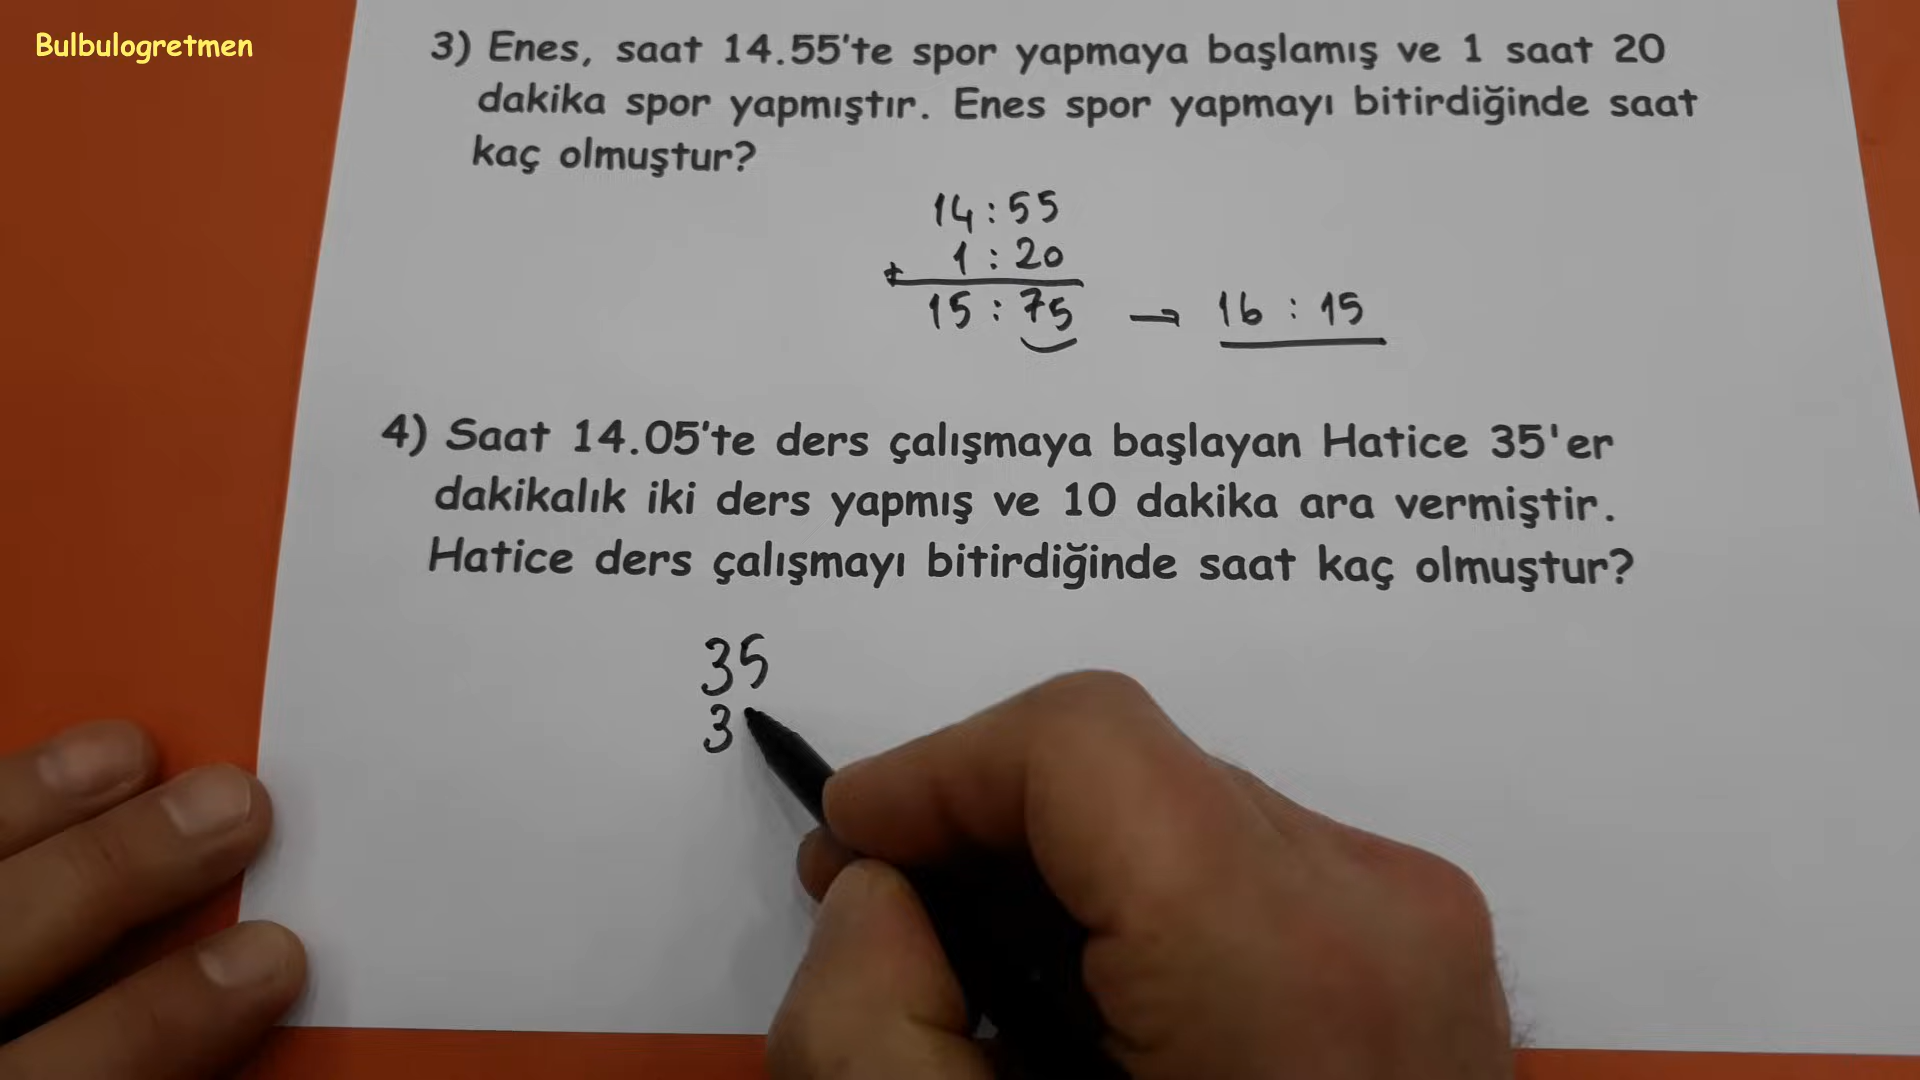 Bulbulogretmen
3) Enes, saat 14.55'te spor yapmaya başlamış ve 1 saat 20
dakika spor yapmıştır. Enes spor yapmayı bitirdiğinde saat
kaç olmuştur?
14:55
1:20
+
15:75 → 16:15
4) Saat 14.05'te ders çalışmaya başlayan Hatice 35'er
dakikalık iki ders yapmış ve 10 dakika ara vermiştir.
Hatice ders çalışmayı bitirdiğinde saat kaç olmuştur?
35
3